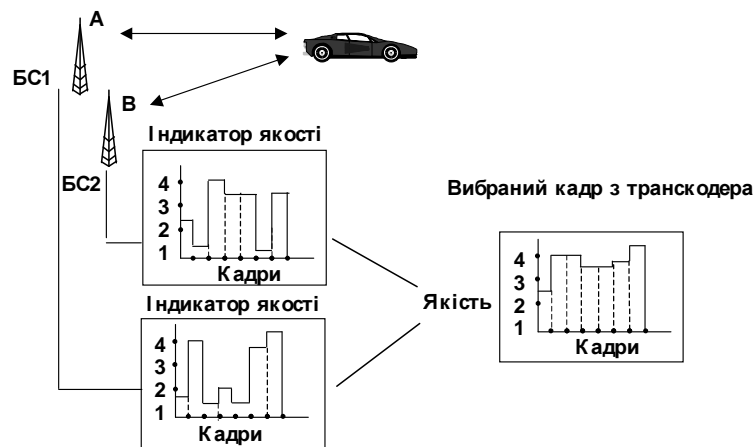 А
БС1
В
БС2
Індикатор якості
4
3
2
1
Кадри
Індикатор якості
4
3
2
1
Кадри
Якість
Вибраний кадр з транскодера
4
3
2
1
Кадри